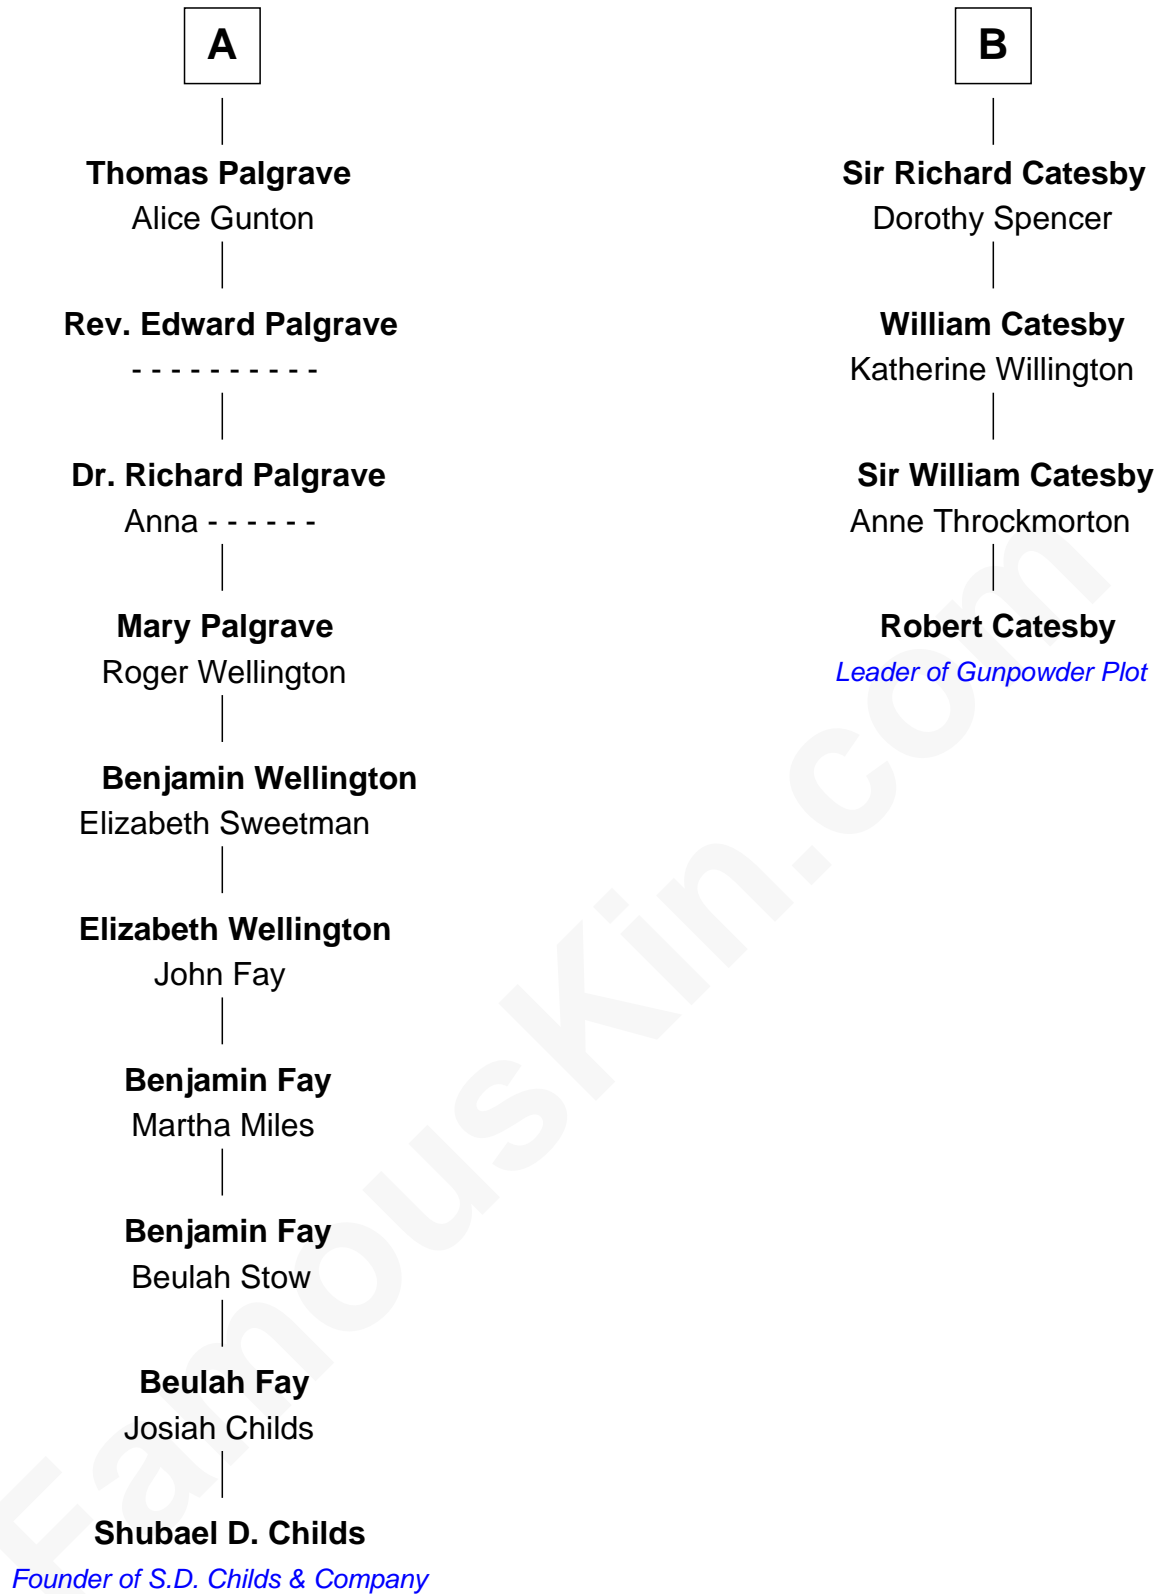 A
Thomas Palgrave
Alice Gunton
Rev. Edward Palgrave
- - - - - - - - - -
Dr. Richard Palgrave
Anna - - - - - -
Mary Palgrave
Roger Wellington
Benjamin Wellington
Elizabeth Sweetman
Elizabeth Wellington
John Fay
Benjamin Fay
Martha Miles
Benjamin Fay
Beulah Stow
Beulah Fay
Josiah Childs
Shubael D. Childs
Founder of S.D. Childs & Company
B
Sir Richard Catesby
Dorothy Spencer
William Catesby
Katherine Willington
Sir William Catesby
Anne Throckmorton
Robert Catesby
Leader of Gunpowder Plot
FamousKin.com